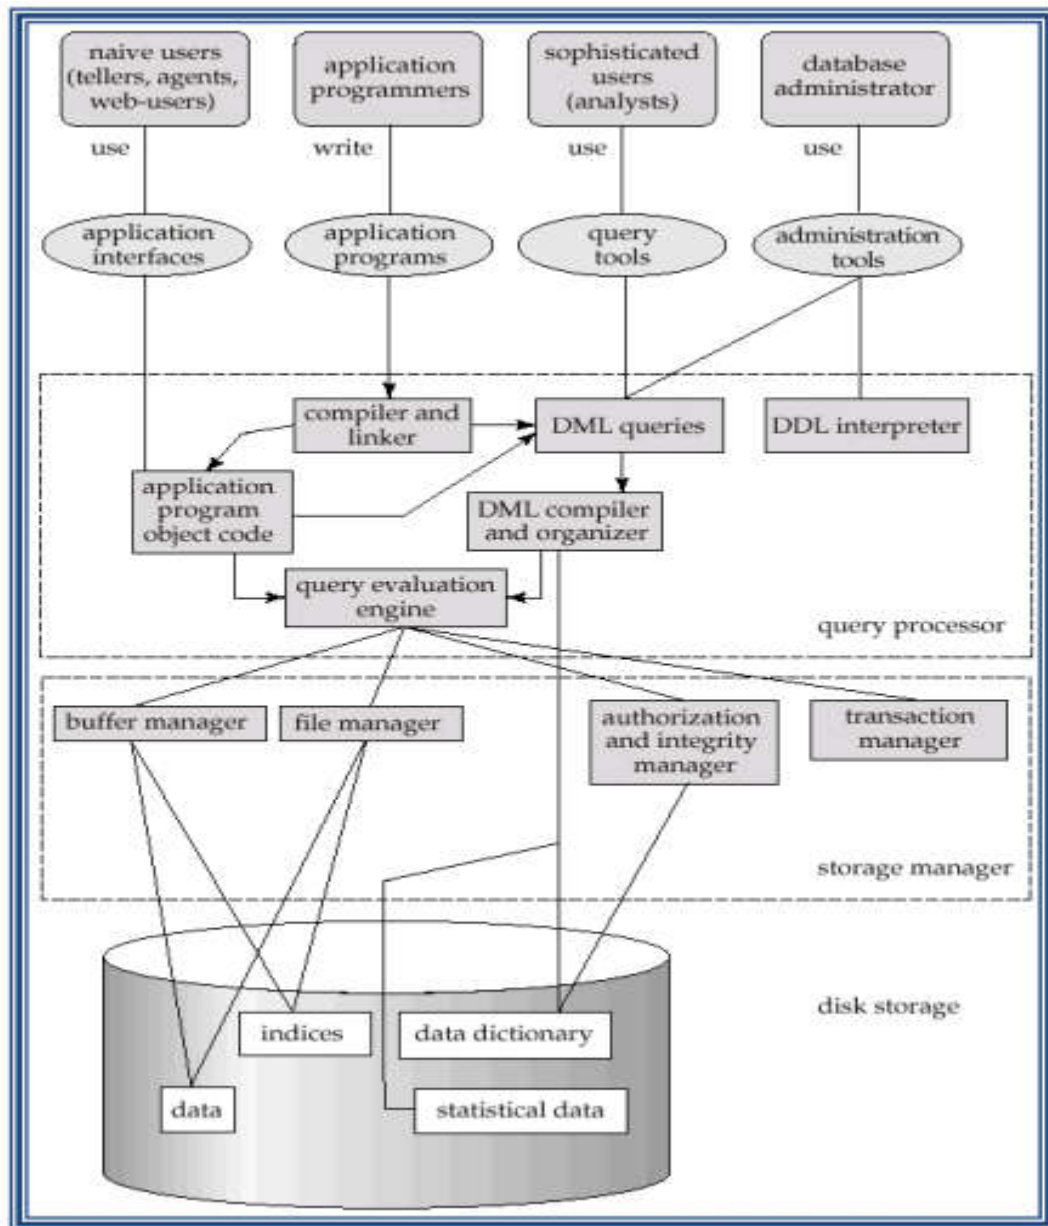 naive users
(tellers, agents,
web-users)
application
programmers
sophisticated
users
(analysts)
database
administrator
use
write
use
use
application
interfaces
application
programs
query
tools
administration
tools
compiler and
linker
DML queries
DDL interpreter
application
program
object code
DML compiler
and organizer
query evaluation
engine
query processor
buffer manager
file manager
authorization
and integrity
manager
transaction
manager
storage manager
disk storage
indices
data dictionary
data
statistical data